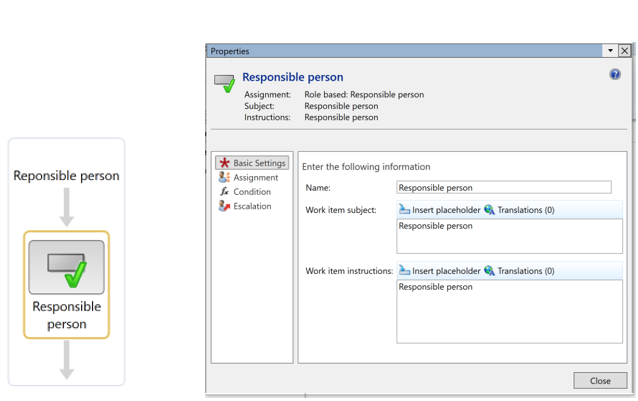 Reponsible person
Responsible
person
Properties
Responsible person
Assignment: Role based: Responsible person
Subject: Responsible person
Instructions: Responsible person
Basic Settings
Assignment
Condition
Escalation
Enter the following information
Name: Responsible person
Work item subject: Insert placeholder Translations (0)
Responsible person
Work item instructions: Insert placeholder Translations (0)
Responsible person
Close